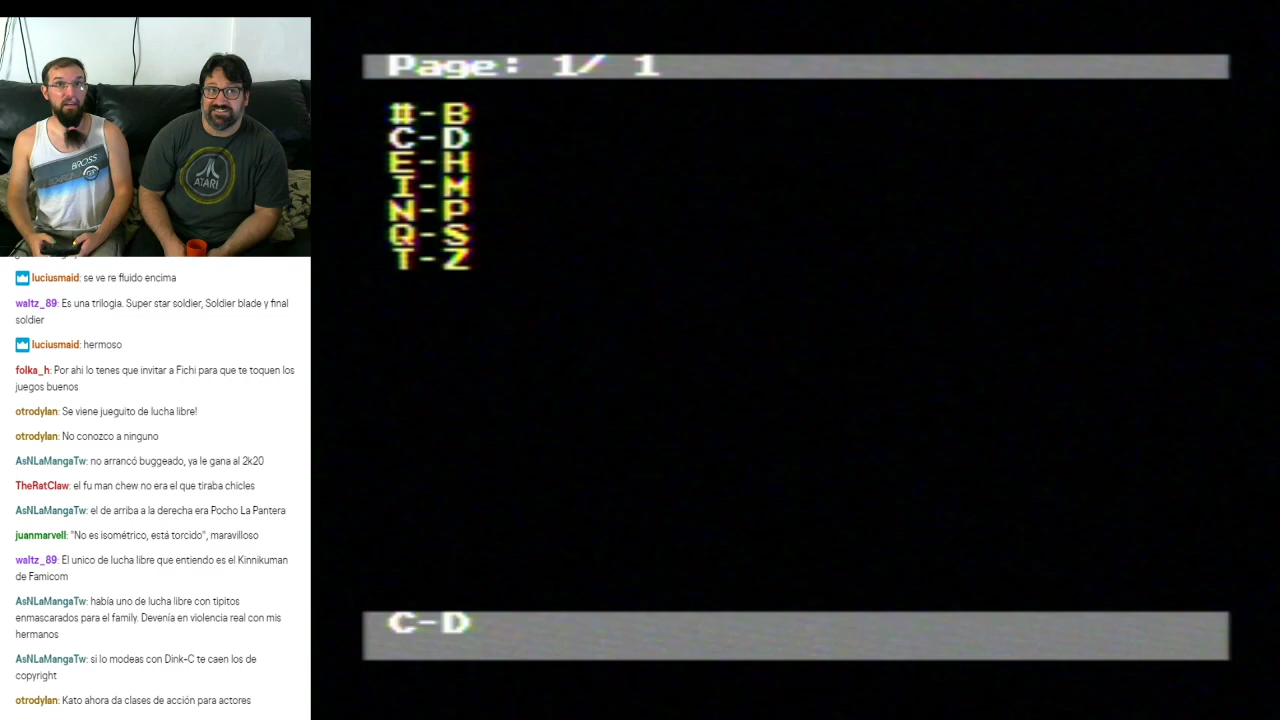 BROSS
ATARI
luciusmaid: se ve re fluido encima
waltz_89: Es una trilogia. Super star soldier, Soldier blade y final
soldier
luciusmaid: hermoso
folka_h: Por ahi lo tenes que invitar a Fichi para que te toquen los
juegos buenos
otrodylan: Se viene jueguito de lucha libre!
otrodylan: No conozco a ninguno
AsNLaMangaTw: no arrancó buggeado, ya le gana al 2k20
TheRatClaw: el fu man chew no era el que tiraba chicles
AsNLaMangaTw: el de arriba a la derecha era Pocho La Pantera
juanmarvell: "No es isométrico, está torcido", maravilloso
waltz_89: El unico de lucha libre que entiendo es el Kinnikuman
de Famicom
AsNLaMangaTw: había uno de lucha libre con tipitos
enmascarados para el family. Devenía en violencia real con mis
hermanos
AsNLaMangaTw: si lo modeas con Dink-C te caen los de
copyright
otrodylan: Kato ahora da clases de acción para actores
Page: 1/ 1
#-B
C-D
E-H
I-M
N-P
Q-S
T-Z
C-D